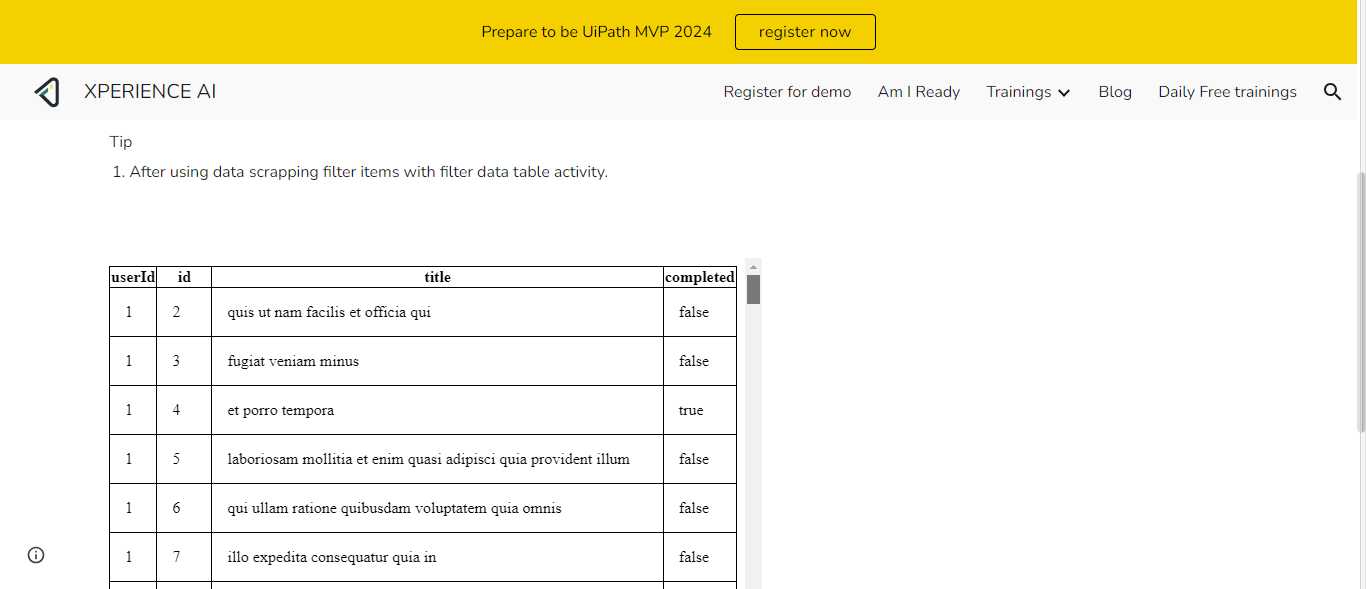 Prepare to be UiPath MVP 2024 register now
XPERIENCE AI Register for demo Am I Ready Trainings Blog Daily Free trainings
Tip
1. After using data scrapping filter items with filter data table activity.
userId id title completed
1 2 quis ut nam facilis et officia qui false
1 3 fugiat veniam minus false
1 4 et porro tempora true
1 5 laboriosam mollitia et enim quasi adipisci quia provident illum false
1 6 qui ullam ratione quibusdam voluptatem quia omnis false
1 7 illo expedita consequatur quia in false